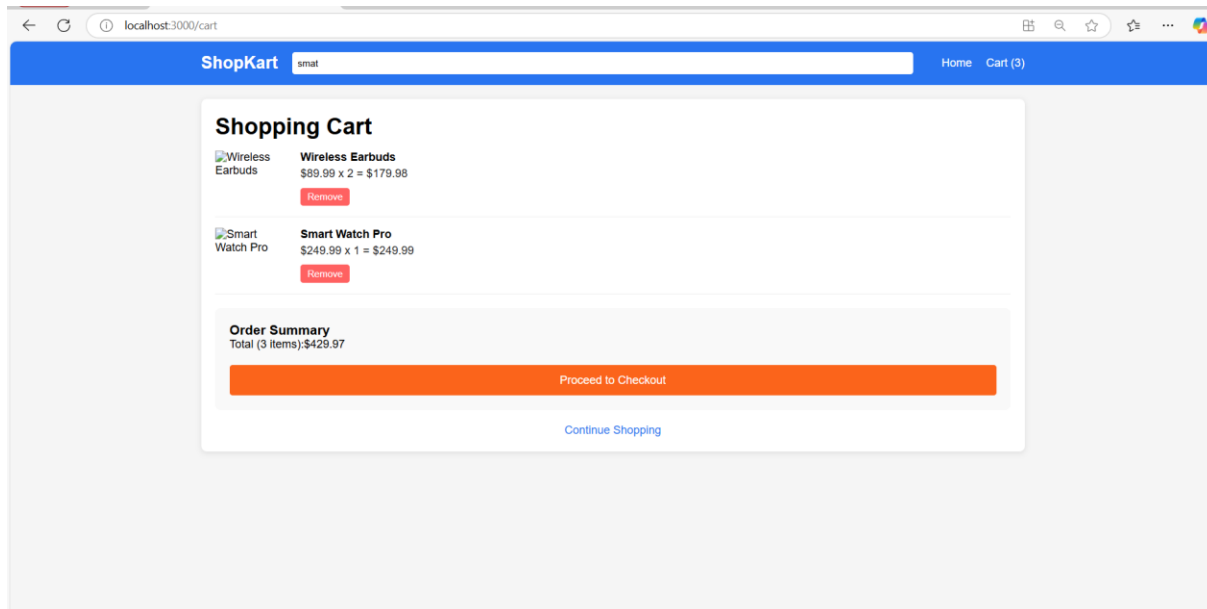 localhost:3000/cart
ShopKart smat Home Cart (3)
Shopping Cart
Wireless Earbuds
Wireless Earbuds
$89.99 x 2 = $179.98
Remove
Smart Watch Pro
Smart Watch Pro
$249.99 x 1 = $249.99
Remove
Order Summary
Total (3 items):$429.97
Proceed to Checkout
Continue Shopping